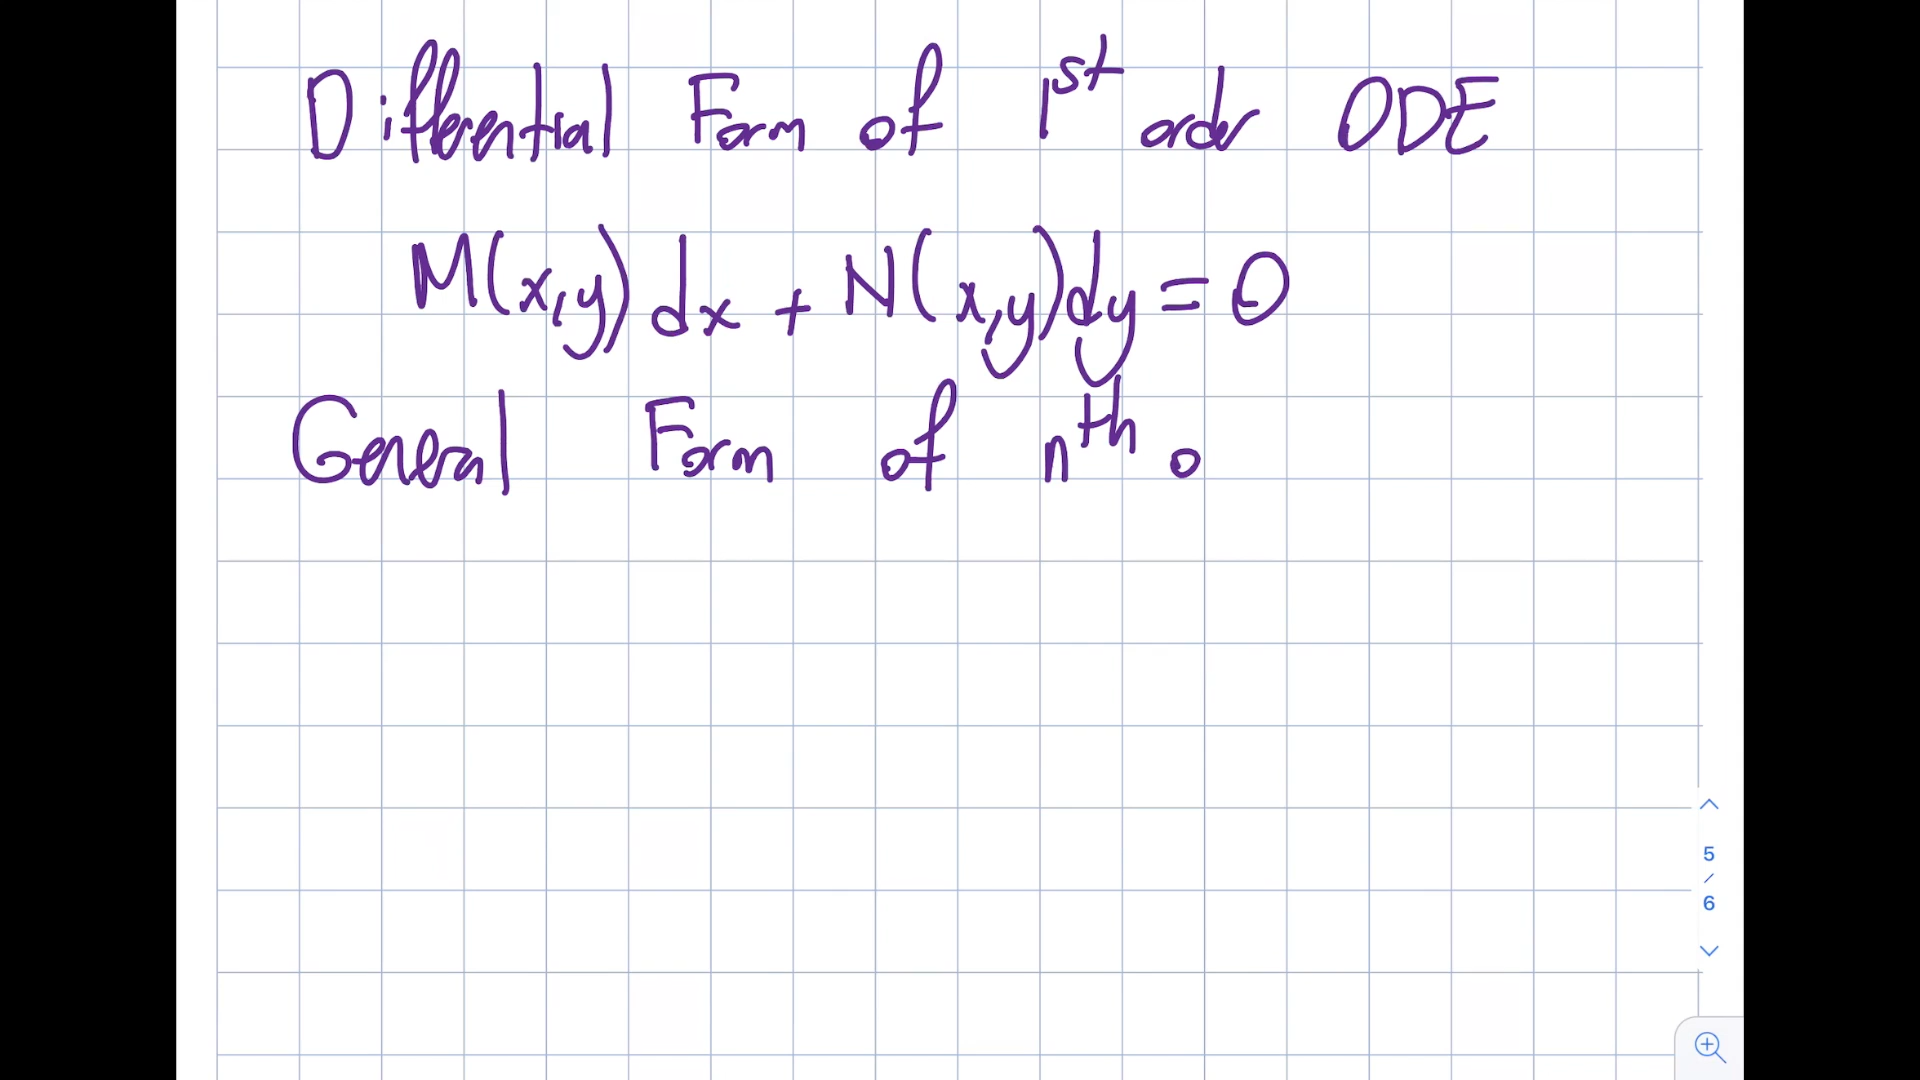 Differential Form of 1st order ODE
M(x,y) dx + N(x,y)dy = 0
General Form of nth o
5
/
6